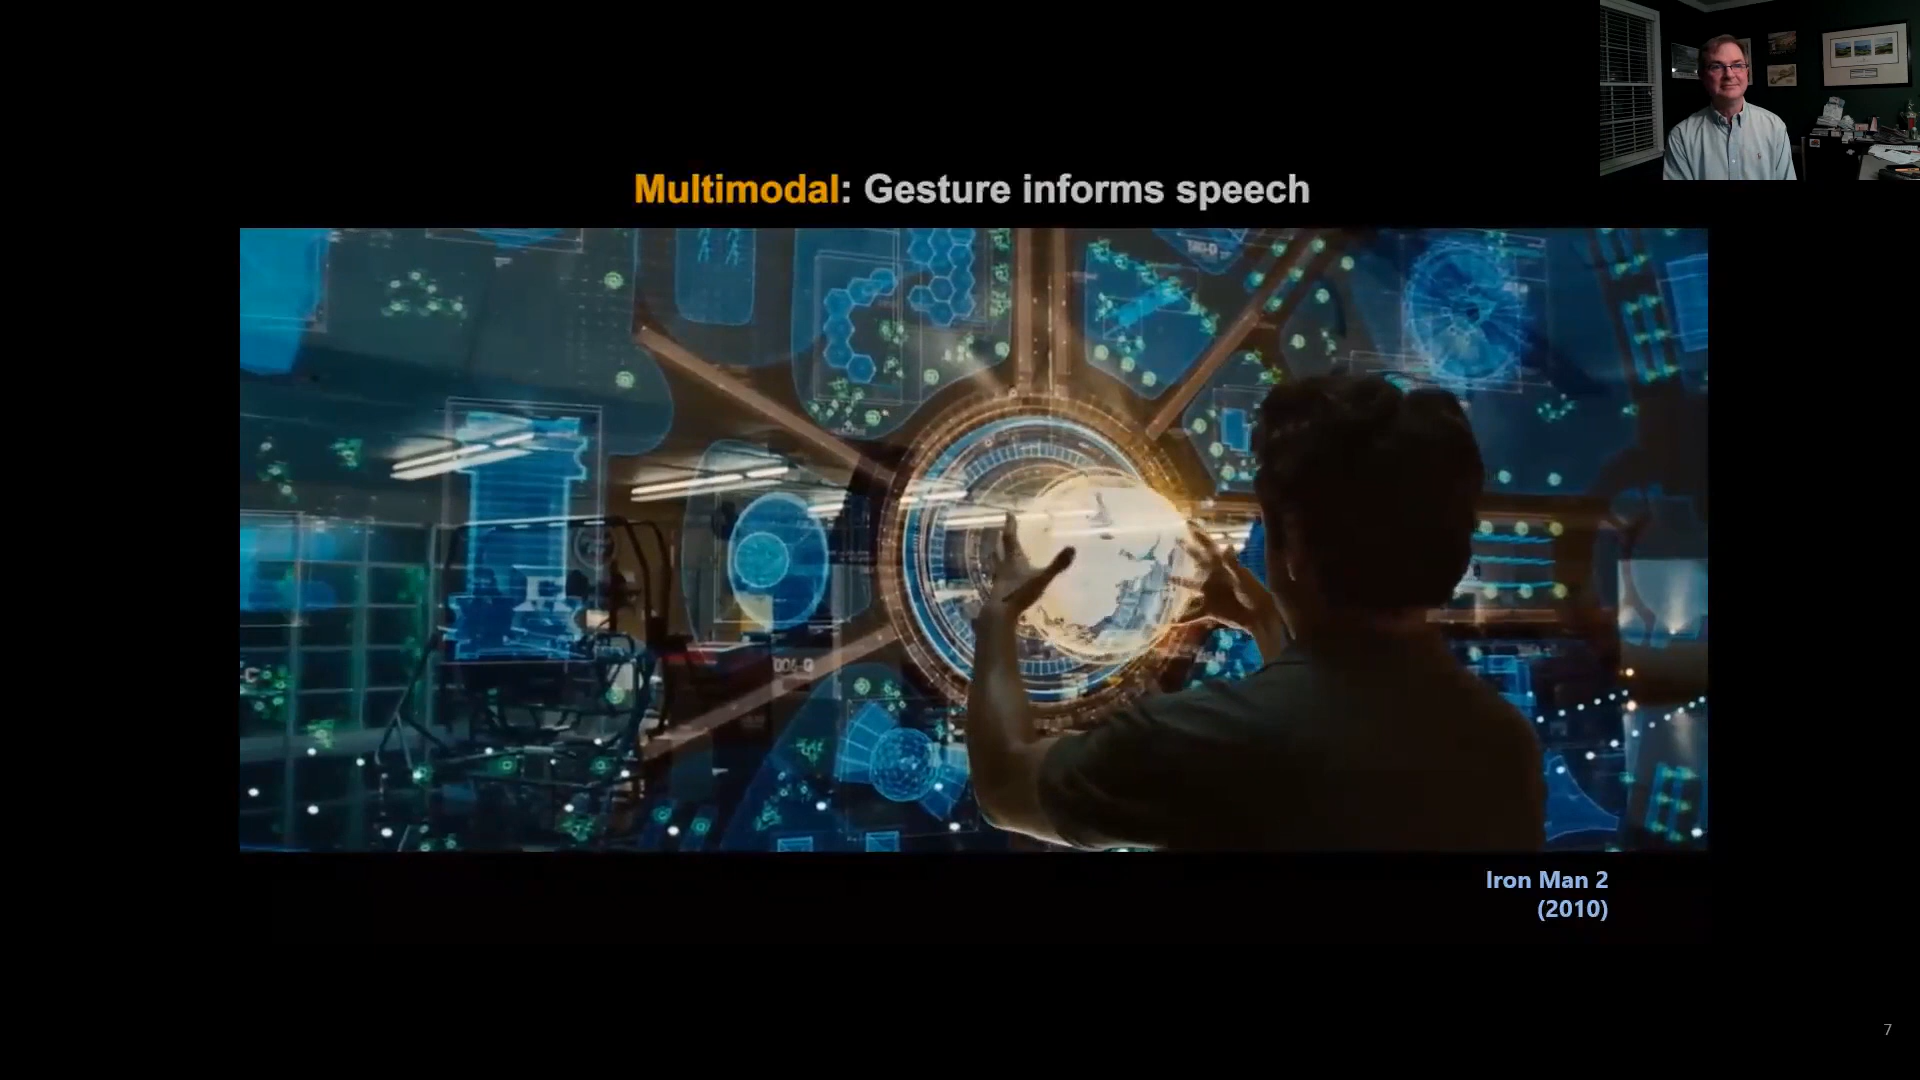 Multimodal: Gesture informs speech
Iron Man 2
(2010)
7